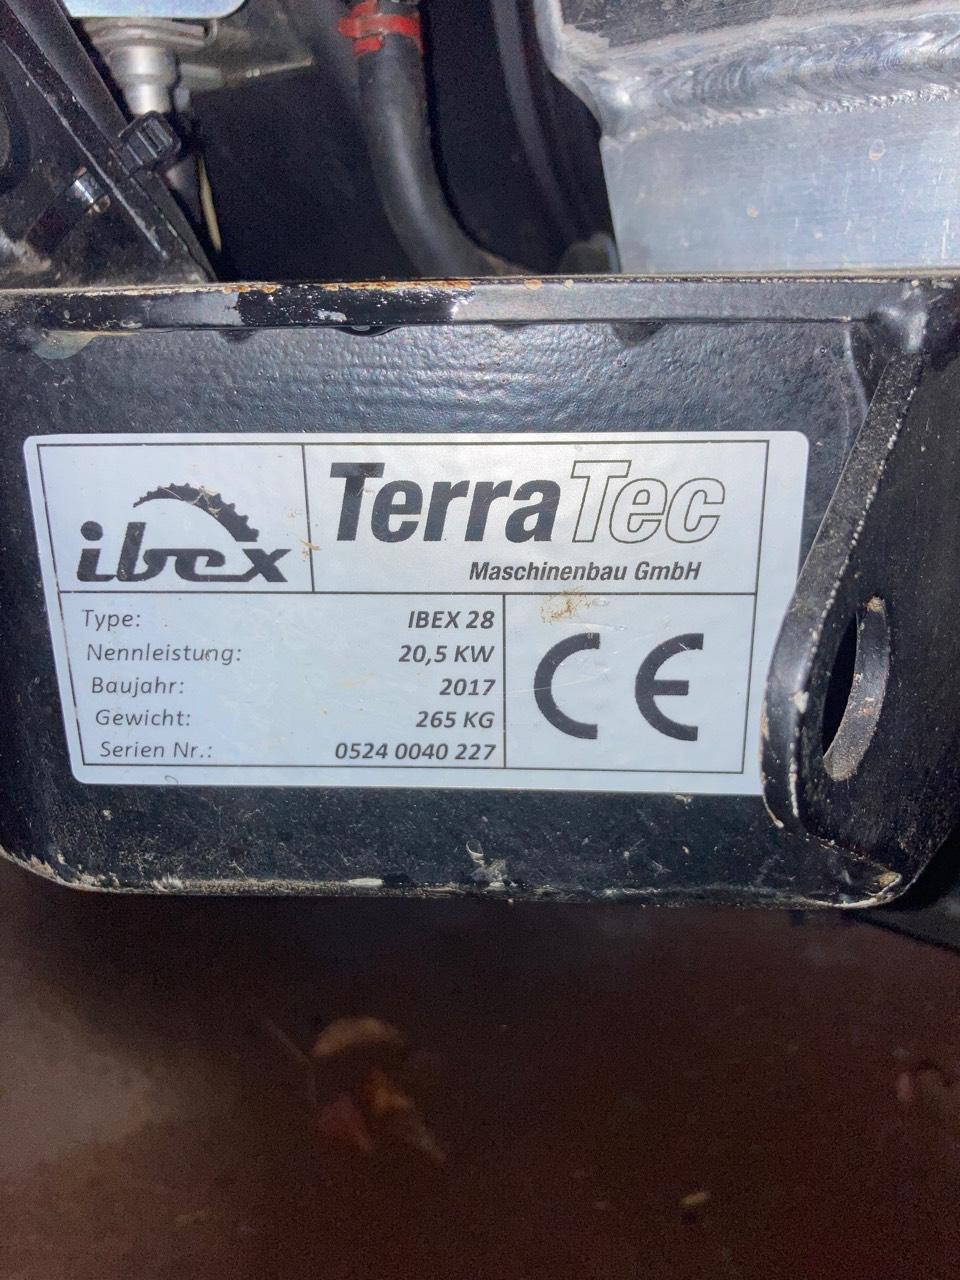 ibex
TerraTec
Maschinenbau GmbH
Type: IBEX 28
Nennleistung: 20,5 KW
Baujahr: 2017
Gewicht: 265 KG
Serien Nr.: 0524 0040 227
CE